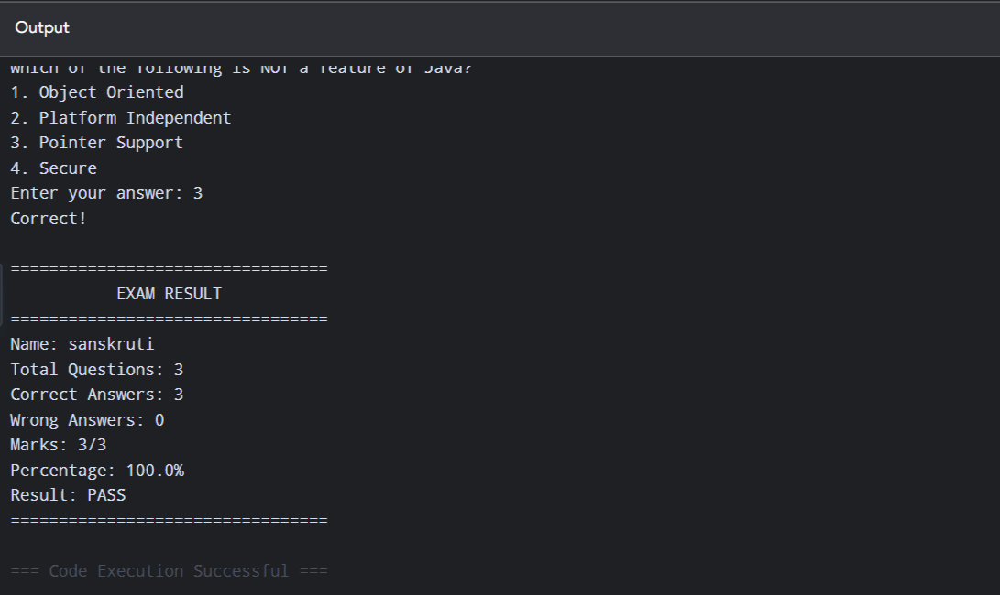 Output
Which of the following is NOT a feature of Java?
1. Object Oriented
2. Platform Independent
3. Pointer Support
4. Secure
Enter your answer: 3
Correct!
=================================
EXAM RESULT
=================================
Name: sanskruti
Total Questions: 3
Correct Answers: 3
Wrong Answers: 0
Marks: 3/3
Percentage: 100.0%
Result: PASS
=================================
=== Code Execution Successful ===